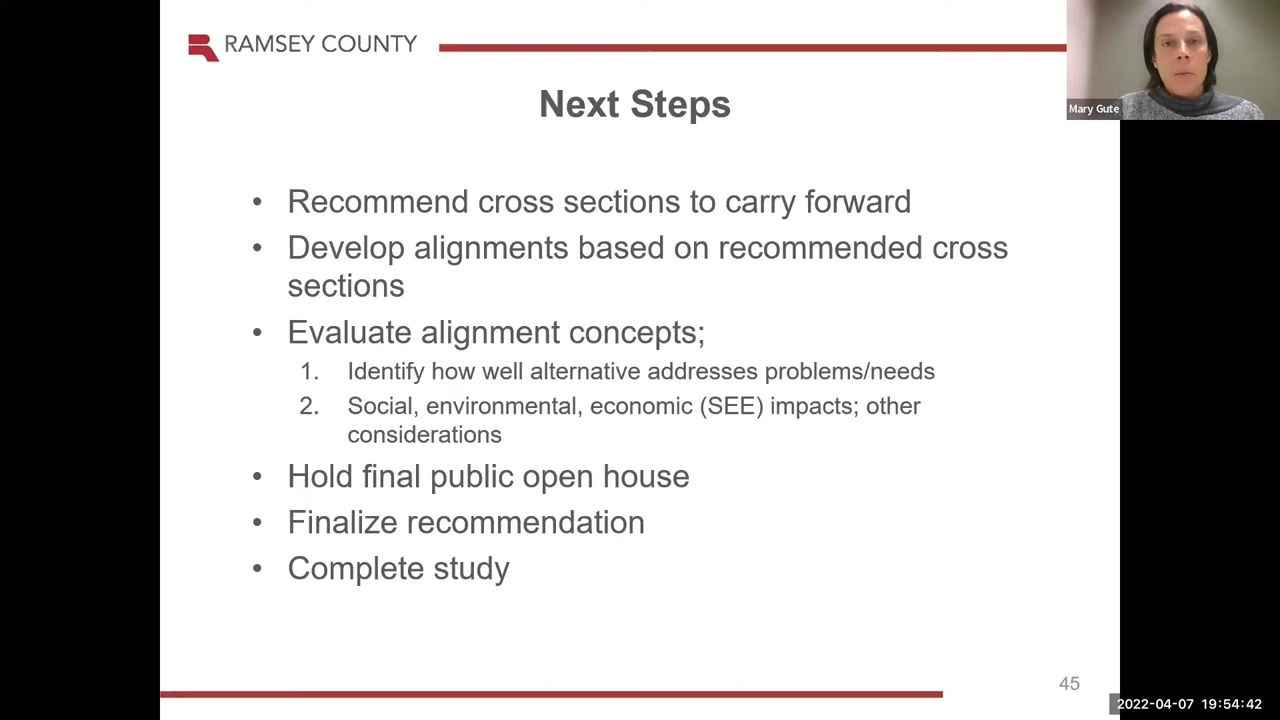 RAMSEY COUNTY
Mary Gute
Next Steps
• Recommend cross sections to carry forward
• Develop alignments based on recommended cross
sections
• Evaluate alignment concepts;
1. Identify how well alternative addresses problems/needs
2. Social, environmental, economic (SEE) impacts; other
considerations
• Hold final public open house
• Finalize recommendation
• Complete study
45
2022-04-07 19:54:42